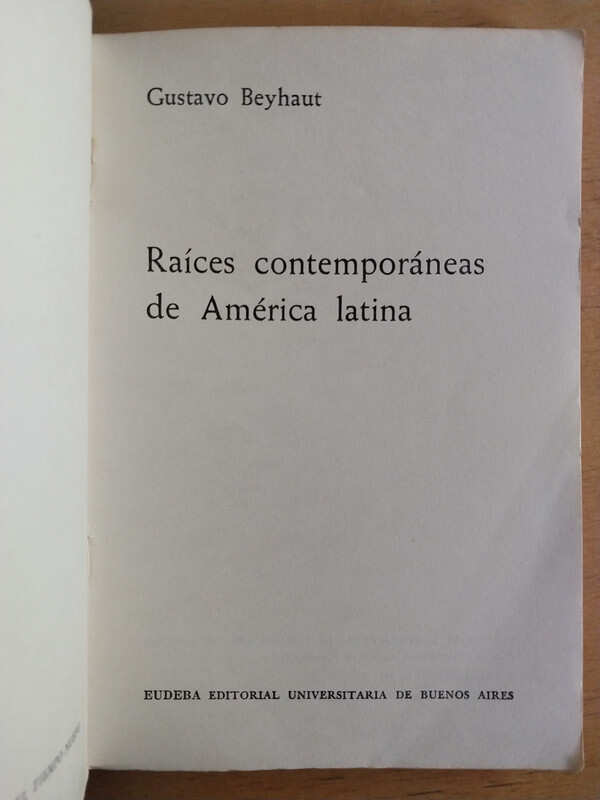 Gustavo Beyhaut
Raíces contemporáneas
de América latina
EUDEBA EDITORIAL UNIVERSITARIA DE BUENOS AIRES